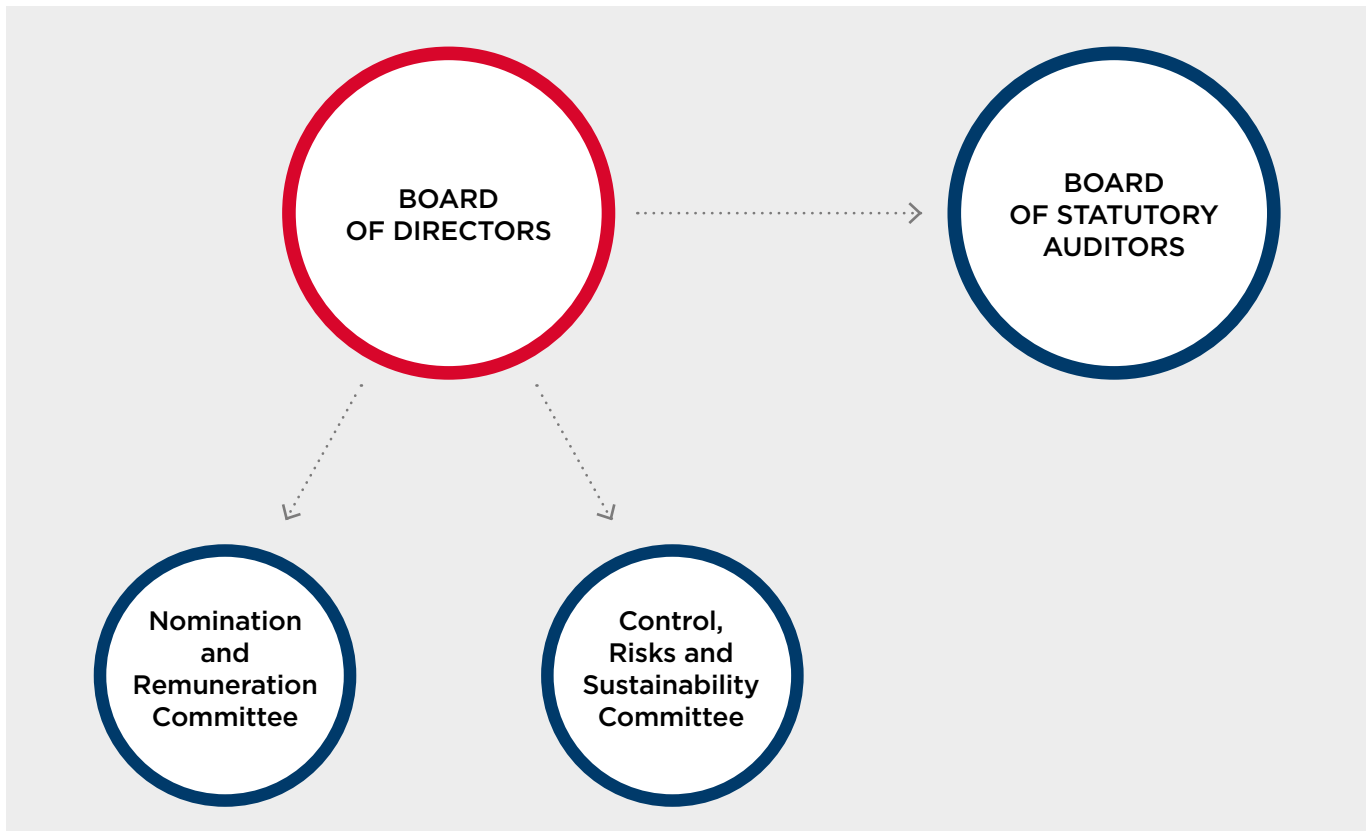 BOARD
OF DIRECTORS
BOARD
OF STATUTORY
AUDITORS
Nomination
and
Remuneration
Committee
Control,
Risks and
Sustainability
Committee